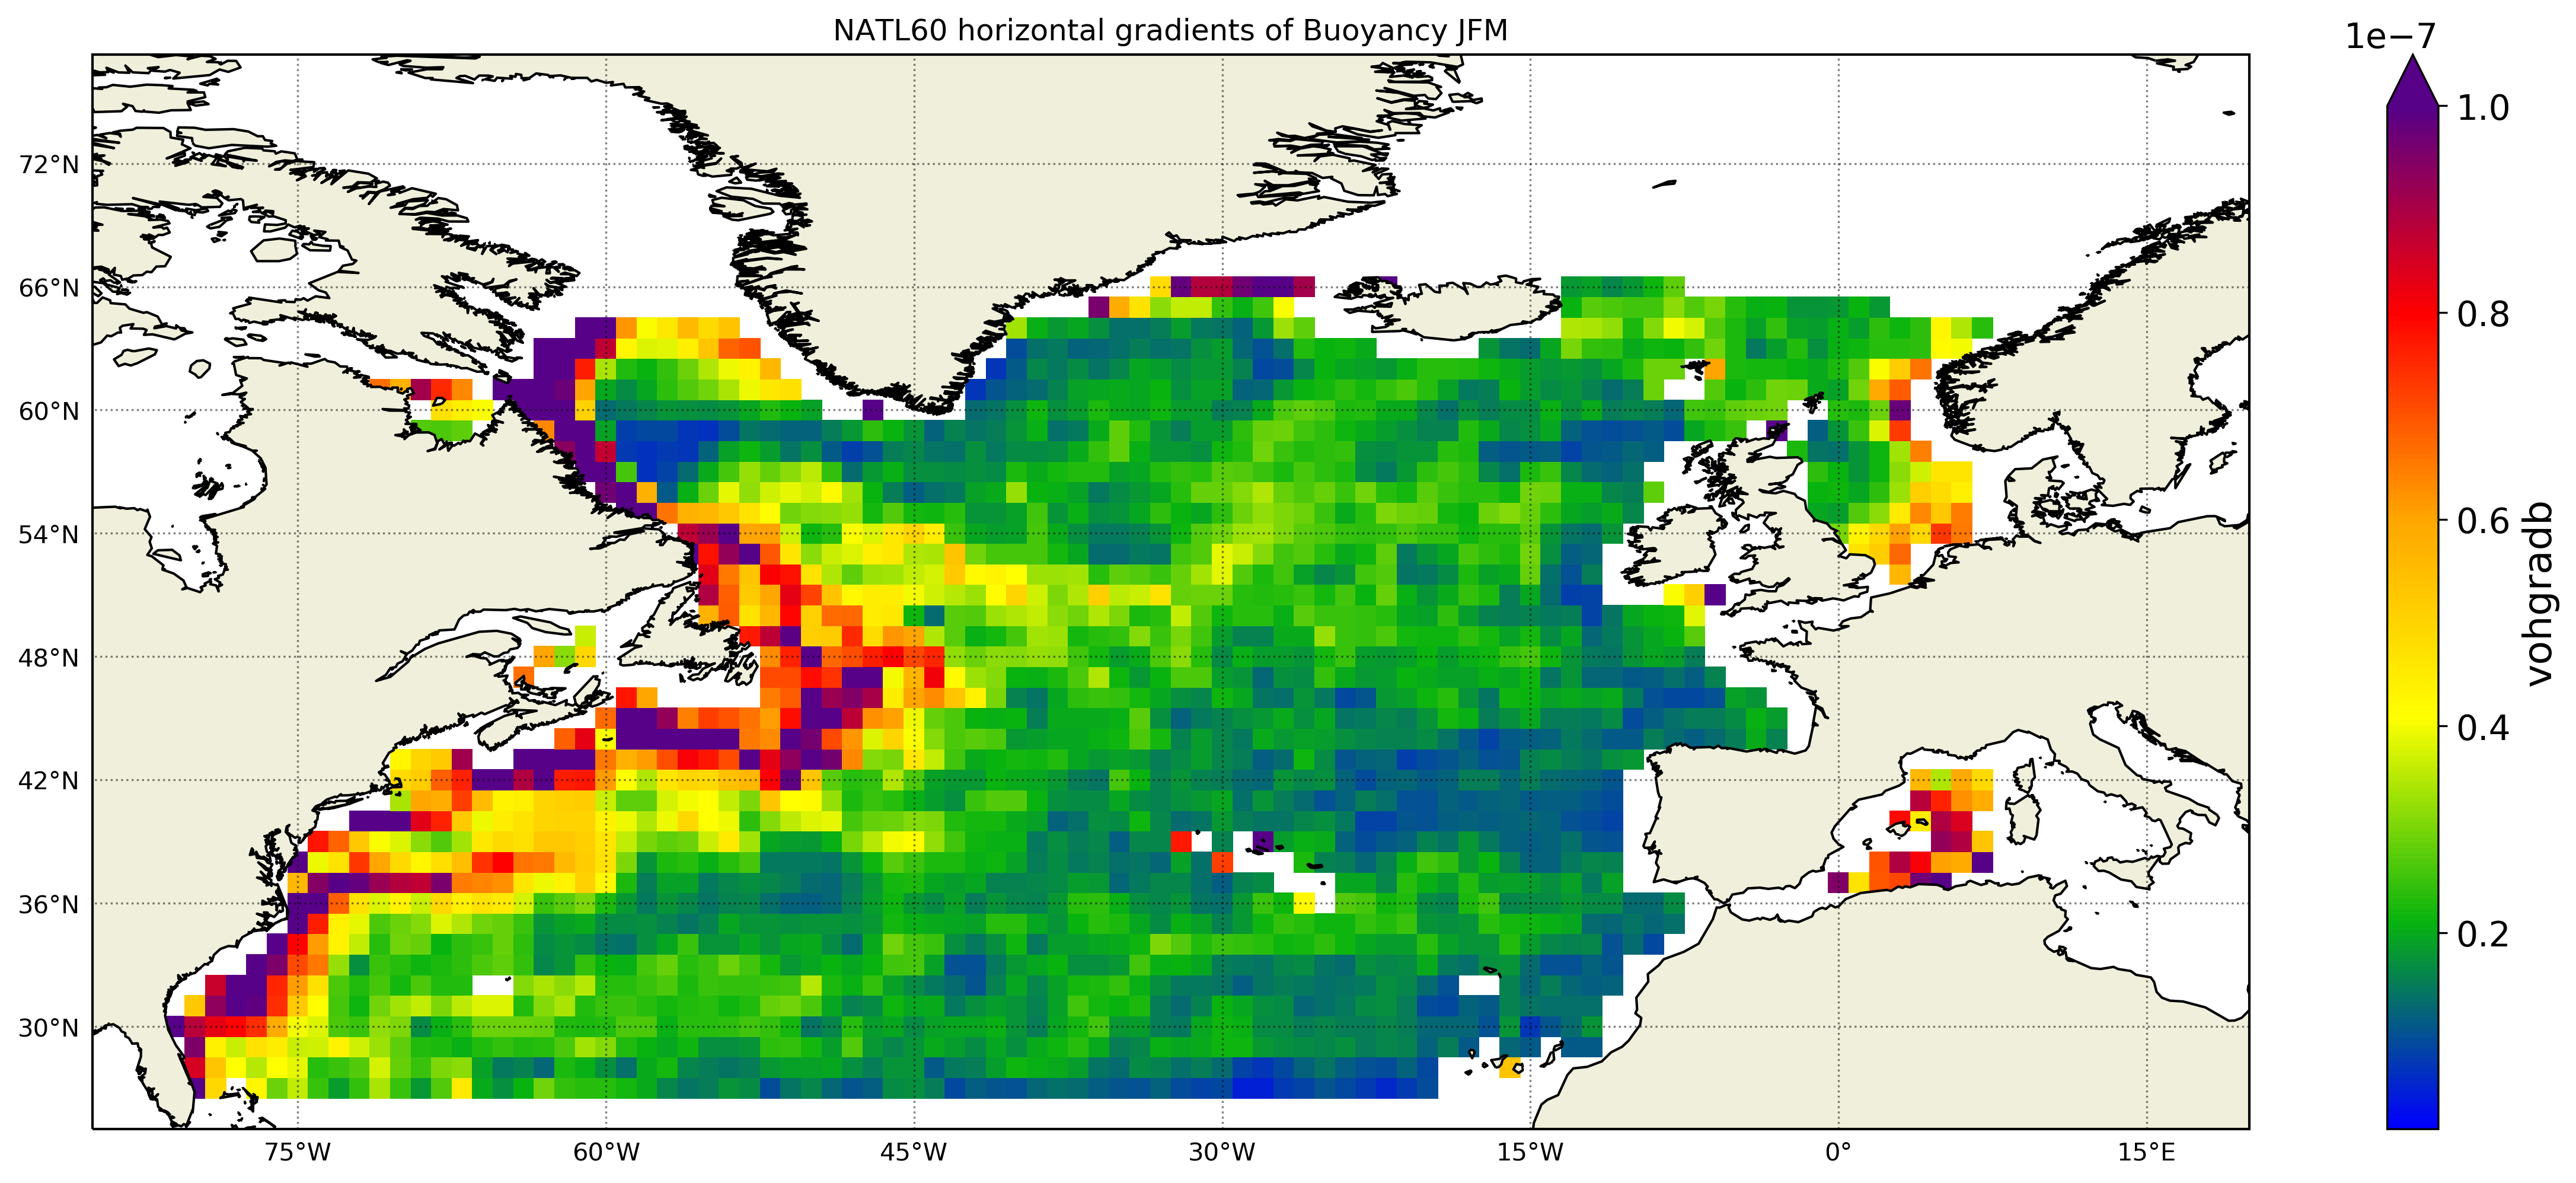 NATL60 horizontal gradients of Buoyancy JFM
1e−7
1.0
0.8
0.6
0.4
0.2
vohgradb
72°N
66°N
60°N
54°N
48°N
42°N
36°N
30°N
75°W
60°W
45°W
30°W
15°W
0°
15°E